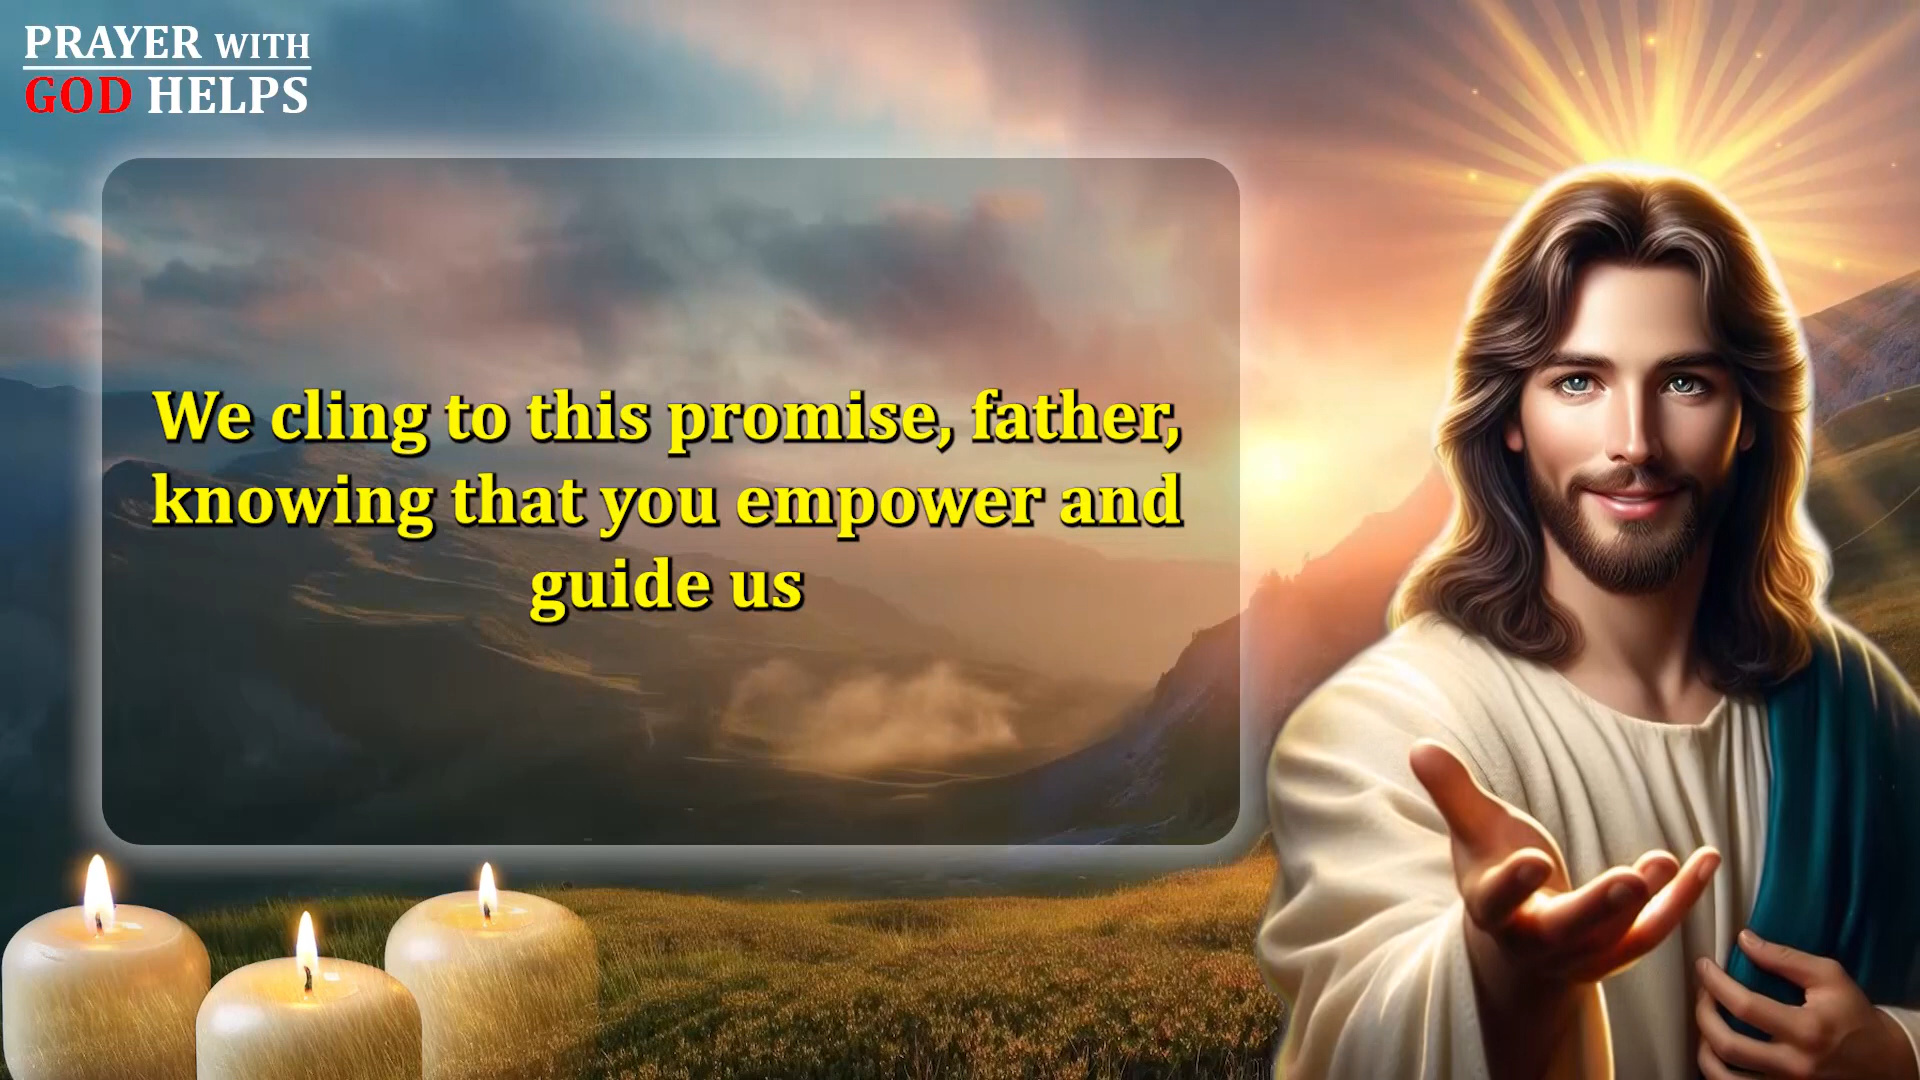 PRAYER WITH
GOD HELPS
We cling to this promise, father,
knowing that you empower and
guide us